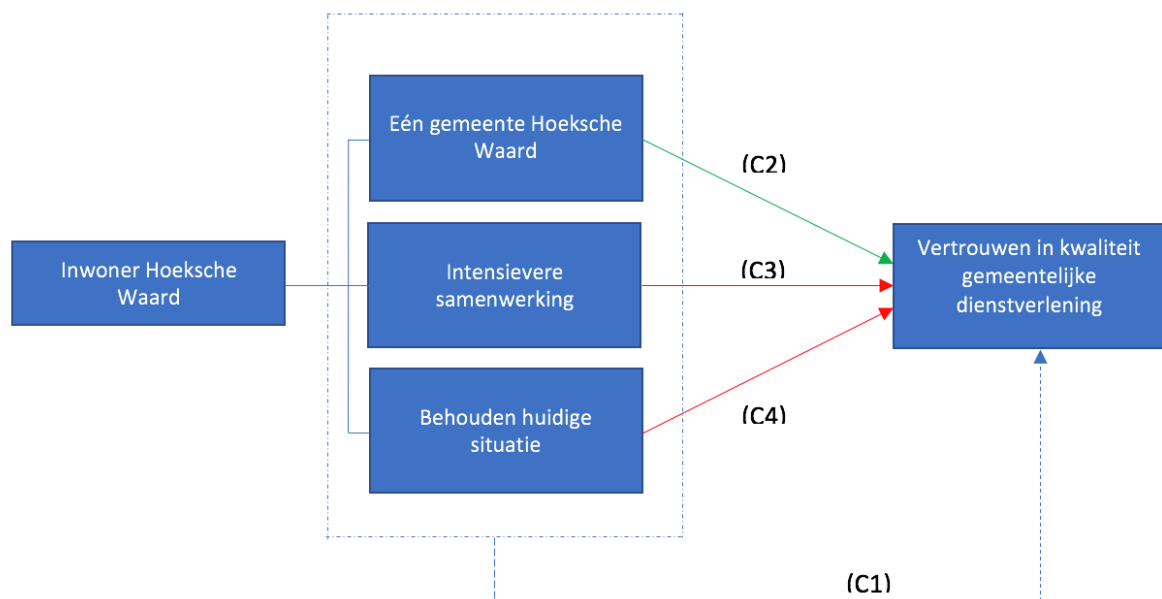 Eén gemeente Hoeksche
Waard
(C2)
Inwoner Hoeksche
Waard
Intensievere
samenwerking
(C3)
Vertrouwen in kwaliteit
gemeentelijke
dienstverlening
Behouden huidige
situatie
(C4)
(C1)